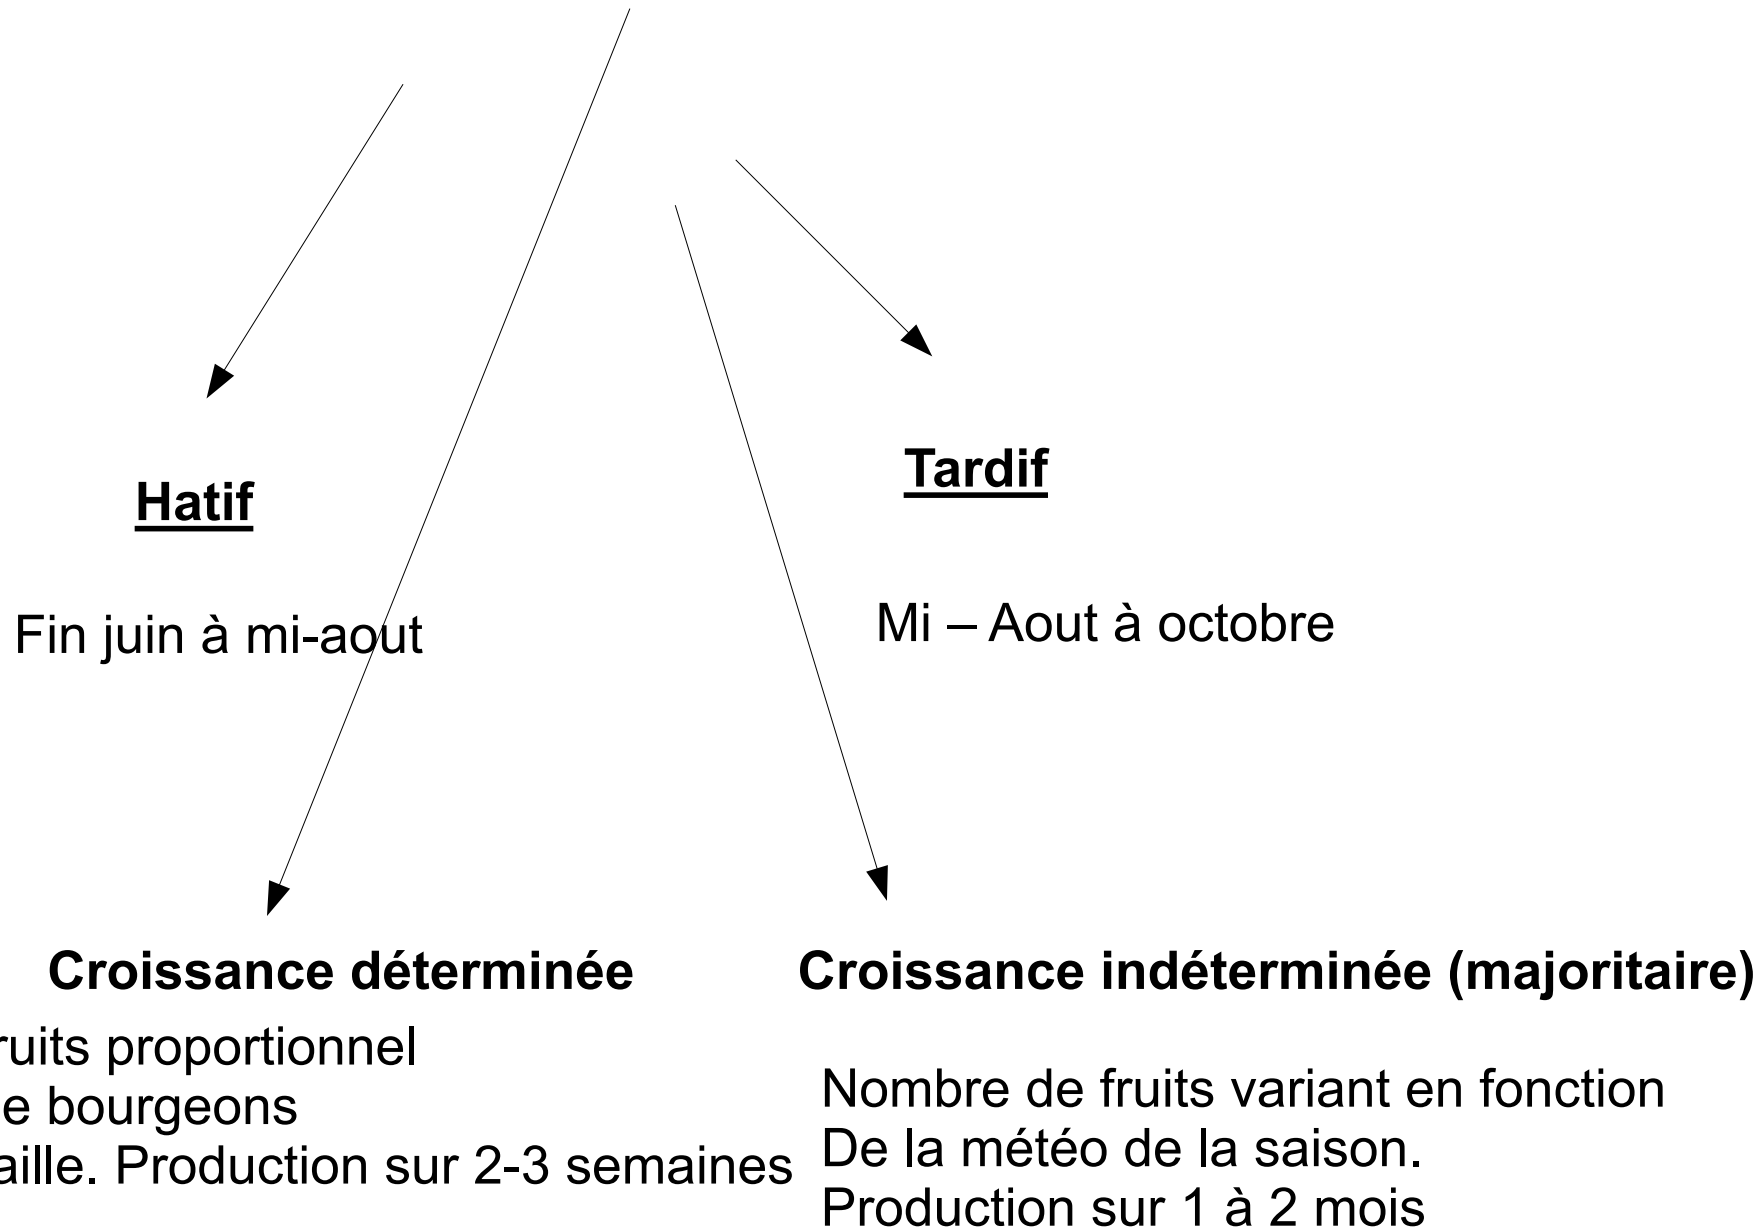 Hatif
Tardif
Fin juin à mi-aout
Mi – Aout à octobre
Croissance déterminée
Croissance indéterminée (majoritaire)
proportionnel
bourgeons
Production sur 2-3 semaines
Nombre de fruits variant en fonction
De la météo de la saison.
Production sur 1 à 2 mois